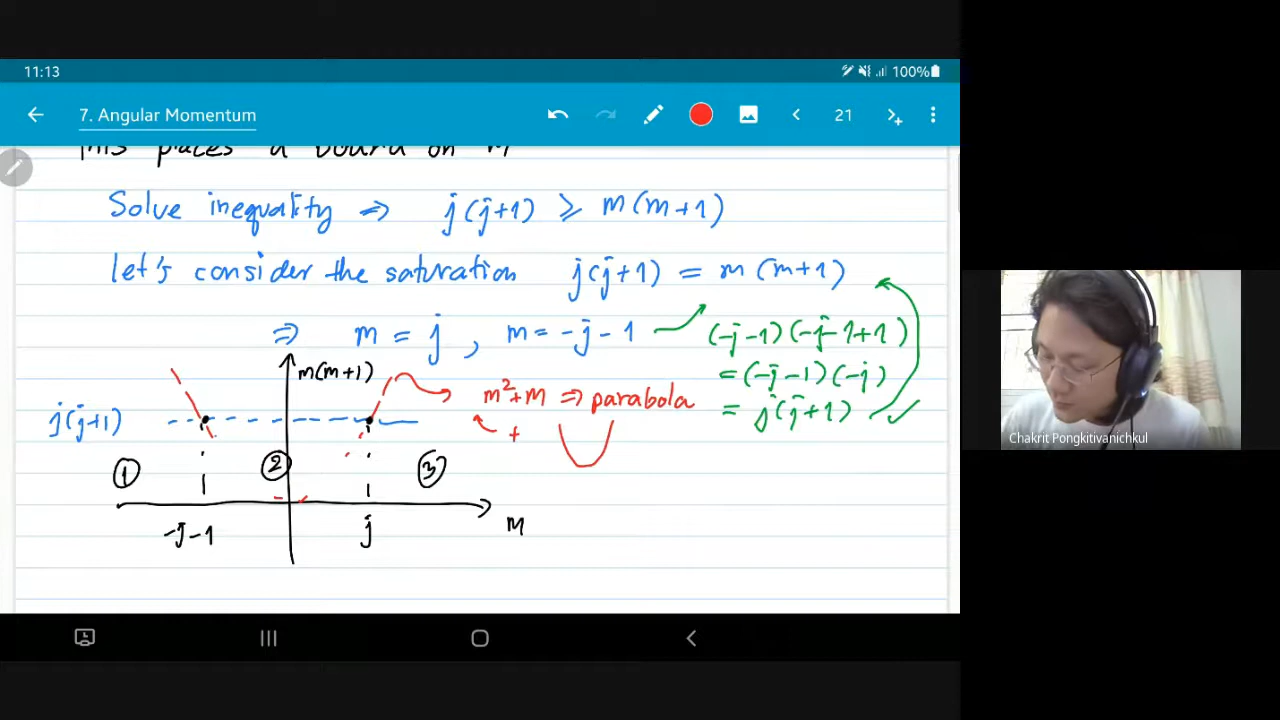 11:13
100%
7. Angular Momentum
21
This places a bound on m
Solve inequality ⇒ j(j+1) ≥ m(m+1)
let's consider the saturation j(j+1) = m(m+1)
⇒ m = j, m = -j-1
(-j-1)(-j-1+1)
= (-j-1)(-j)
= j(j+1) ✓
m(m+1)
m²+m ⇒ parabola
+
j(j+1)
① ② ③
-j-1
j
m
Chakrit Pongkitivanichkul